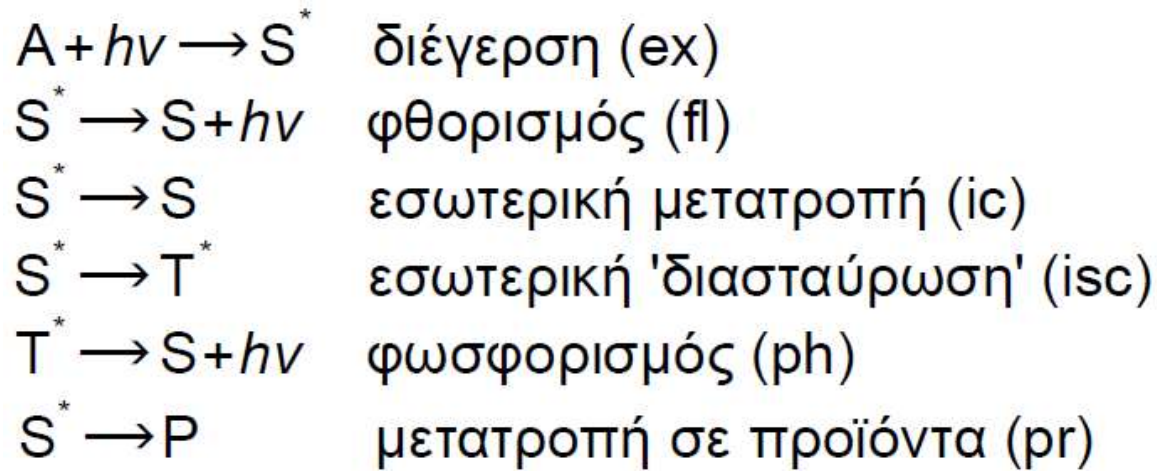 A + hν ⟶ S* διέγερση (ex)
S* ⟶ S + hν φθορισμός (fl)
S* ⟶ S εσωτερική μετατροπή (ic)
S* ⟶ T* εσωτερική 'διασταύρωση' (isc)
T* ⟶ S + hν φωσφορισμός (ph)
S* ⟶ P μετατροπή σε προϊόντα (pr)